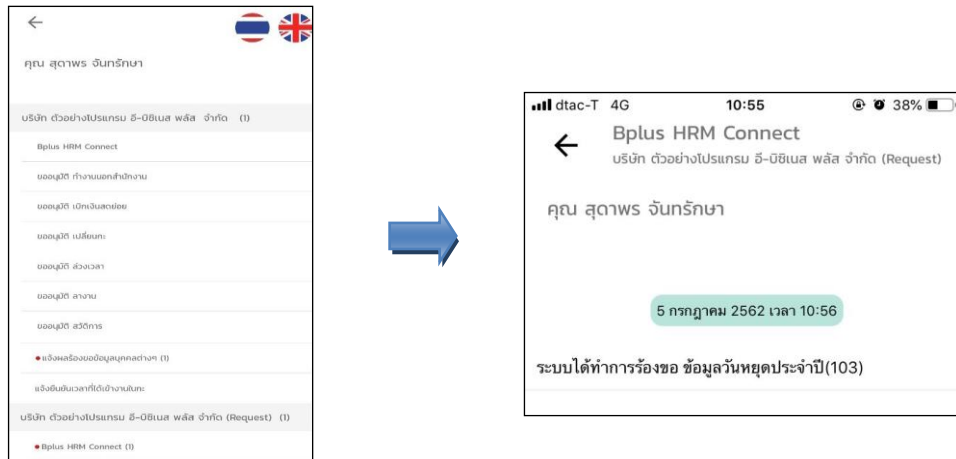 คุณ สุดาพร จันทรักษา
บริษัท ตัวอย่างโปรแกรม อี-บิซิเนส พลัส จำกัด (1)
Bplus HRM Connect
ขออนุมัติ ทำงานนอกสำนักงาน
ขออนุมัติ เบิกเงินสดย่อย
ขออนุมัติ เปลี่ยนกะ
ขออนุมัติ ล่วงเวลา
ขออนุมัติ ลางาน
ขออนุมัติ สวัสดิการ
แจ้งผลร้องขอข้อมูลบุคคลต่างๆ (1)
แจ้งยืนยันเวลาที่ได้เข้างานในกะ
บริษัท ตัวอย่างโปรแกรม อี-บิซิเนส พลัส จำกัด (Request) (1)
Bplus HRM Connect (1)
dtac-T 4G 10:55 38%
Bplus HRM Connect
บริษัท ตัวอย่างโปรแกรม อี-บิซิเนส พลัส จำกัด (Request)
คุณ สุดาพร จันทรักษา
5 กรกฎาคม 2562 เวลา 10:56
ระบบได้ทำการร้องขอ ข้อมูลวันหยุดประจำปี(103)